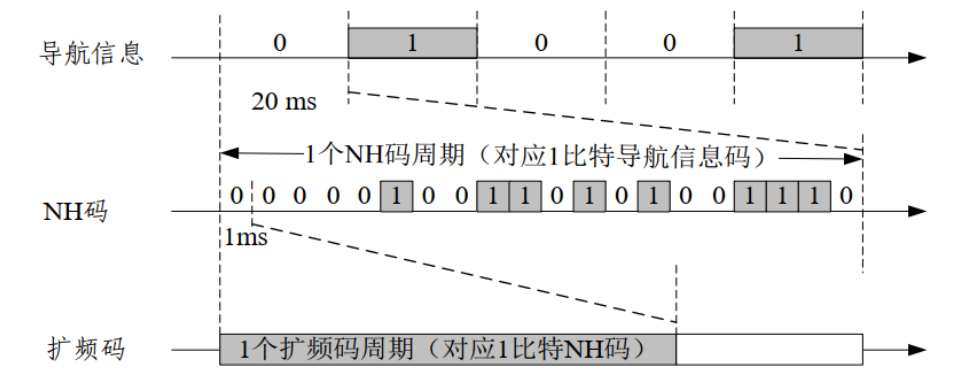 导航信息 0 1 0 0 1
20 ms
1个NH码周期（对应1比特导航信息码）
NH码 0 0 0 0 0 1 0 0 1 1 0 1 0 1 0 0 1 1 1 0
1ms
扩频码 1个扩频码周期（对应1比特NH码）